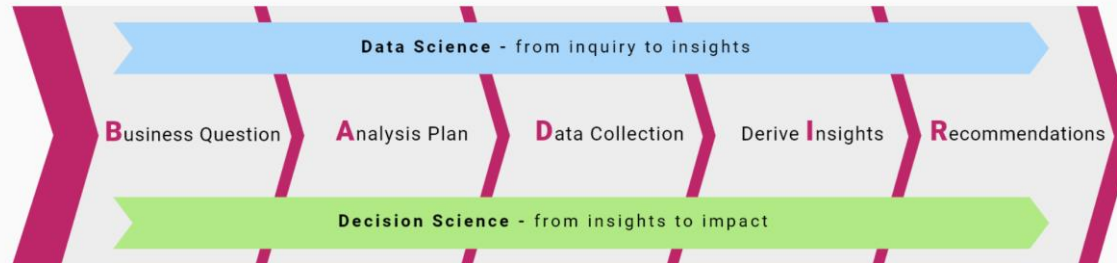 Data Science - from inquiry to insights
Business Question
Analysis Plan
Data Collection
Derive Insights
Recommendations
Decision Science - from insights to impact